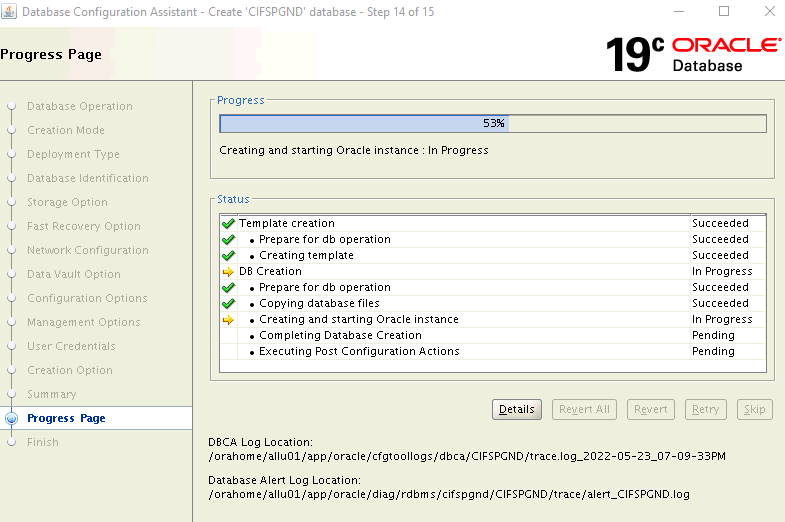 Database Configuration Assistant - Create 'CIFSPGND' database - Step 14 of 15
Progress Page
19c ORACLE
Database
Database Operation
Creation Mode
Deployment Type
Database Identification
Storage Option
Fast Recovery Option
Network Configuration
Data Vault Option
Configuration Options
Management Options
User Credentials
Creation Option
Summary
Progress Page
Finish
Progress
53%
Creating and starting Oracle instance : In Progress
Status
Template creation Succeeded
• Prepare for db operation Succeeded
• Creating template Succeeded
DB Creation In Progress
• Prepare for db operation Succeeded
• Copying database files Succeeded
• Creating and starting Oracle instance In Progress
• Completing Database Creation Pending
• Executing Post Configuration Actions Pending
Details Revert All Revert Retry Skip
DBCA Log Location:
/orahome/allu01/app/oracle/cfgtoollogs/dbca/CIFSPGND/trace.log_2022-05-23_07-09-33PM
Database Alert Log Location:
/orahome/allu01/app/oracle/diag/rdbms/cifspgnd/CIFSPGND/trace/alert_CIFSPGND.log